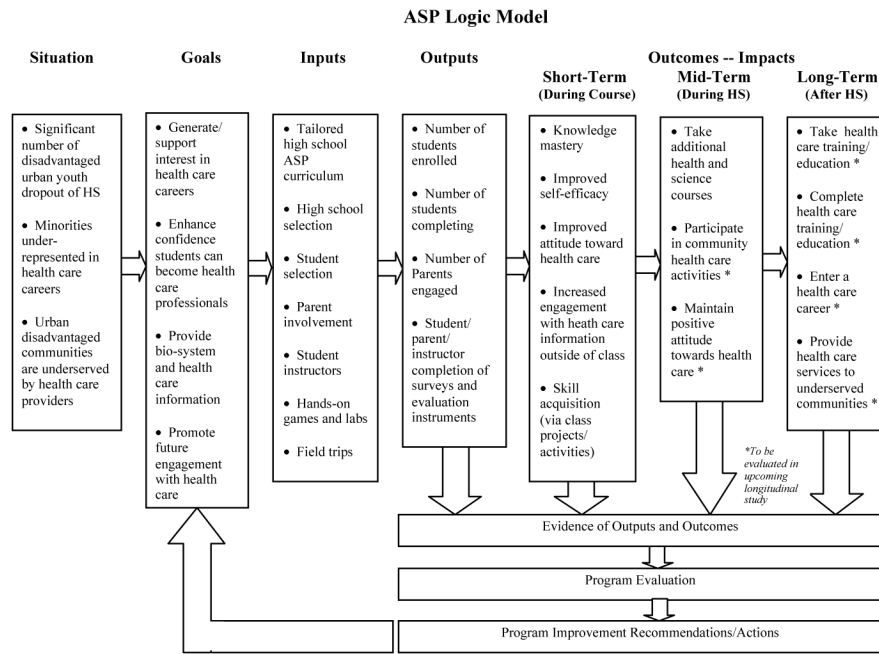 ASP Logic Model
Situation
Goals
Inputs
Outputs
Outcomes -- Impacts
Short-Term
(During Course)
Mid-Term
(During HS)
Long-Term
(After HS)
• Significant
number of
disadvantaged
urban youth
dropout of HS
• Minorities
under-
represented in
health care
careers
• Urban
disadvantaged
communities
are underserved
by health care
providers
• Generate/
support
interest in
health care
careers
• Enhance
confidence
students can
become health
care
professionals
• Provide
bio-system
and health
care
information
• Promote
future
engagement
with health
care
• Tailored
high school
ASP
curriculum
• High school
selection
• Student
selection
• Parent
involvement
• Student
instructors
• Hands-on
games and labs
• Field trips
• Number of
students
enrolled
• Number of
students
completing
• Number of
Parents
engaged
• Student/
parent/
instructor
completion of
surveys and
evaluation
instruments
• Knowledge
mastery
• Improved
self-efficacy
• Improved
attitude toward
health care
• Increased
engagement
with heath care
information
outside of class
• Skill
acquisition
(via class
projects/
activities)
• Take
additional
health and
science
courses
• Participate
in community
health care
activities *
• Maintain
positive
attitude
towards health
care *
• Take health
care training/
education *
• Complete
health care
training/
education *
• Enter a
health care
career *
• Provide
health care
services to
underserved
communities *
*To be
evaluated in
upcoming
longitudinal
study
Evidence of Outputs and Outcomes
Program Evaluation
Program Improvement Recommendations/Actions